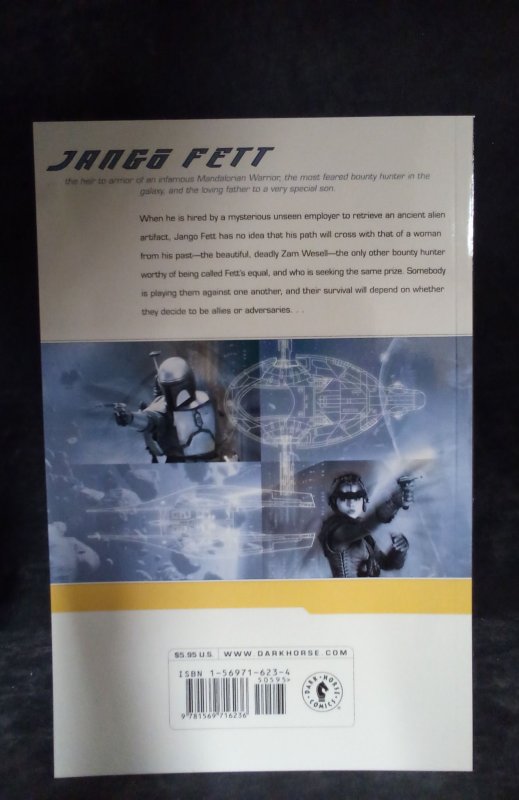 JANGŌ FETT
. . . the heir to armor of an infamous Mandalorian Warrior, the most feared bounty hunter in the
galaxy, and the loving father to a very special son.
When he is hired by a mysterious unseen employer to retrieve an ancient alien
artifact, Jango Fett has no idea that his path will cross with that of a woman
from his past—the beautiful, deadly Zam Wesell—the only other bounty hunter
worthy of being called Fett's equal, and who is seeking the same prize. Somebody
is playing them against one another, and their survival will depend on whether
they decide to be allies or adversaries. . .
$5.95 U.S. WWW.DARKHORSE.COM
ISBN 1-56971-623-4
50595>
9 781569 716236
DARK HORSE COMICS